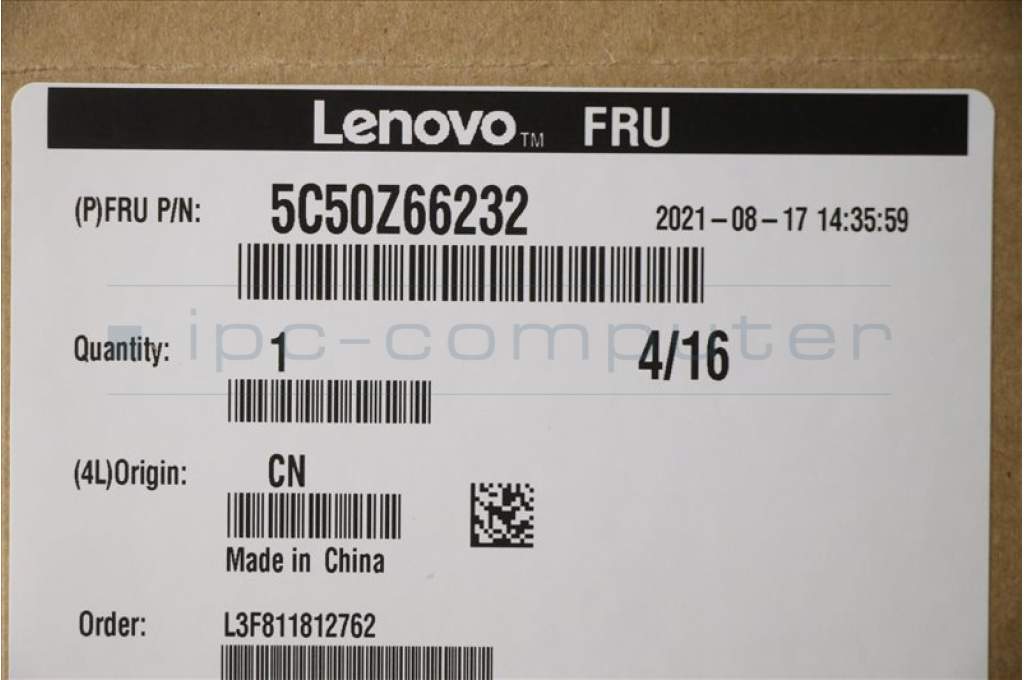 Lenovo™ FRU
(P)FRU P/N: 5C50Z66232 2021-08-17 14:35:59
ipc-computer
Quantity: 1 4/16
(4L)Origin: CN
Made in China
Order: L3F811812762